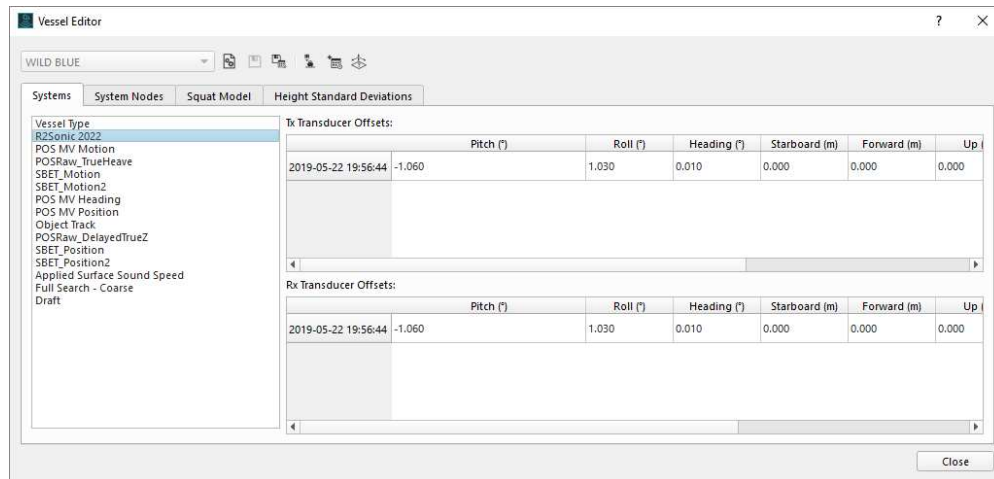 Vessel Editor
?
WILD BLUE
Systems
System Nodes
Squat Model
Height Standard Deviations
Vessel Type
R2Sonic 2022
POS MV Motion
POSRaw_TrueHeave
SBET_Motion
SBET_Motion2
POS MV Heading
POS MV Position
Object Track
POSRaw_DelayedTrueZ
SBET_Position
SBET_Position2
Applied Surface Sound Speed
Full Search - Coarse
Draft
Tx Transducer Offsets:
Pitch (°) Roll (°) Heading (°) Starboard (m) Forward (m) Up (
2019-05-22 19:56:44 -1.060 1.030 0.010 0.000 0.000 0.000
Rx Transducer Offsets:
Pitch (°) Roll (°) Heading (°) Starboard (m) Forward (m) Up (
2019-05-22 19:56:44 -1.060 1.030 0.010 0.000 0.000 0.000
Close